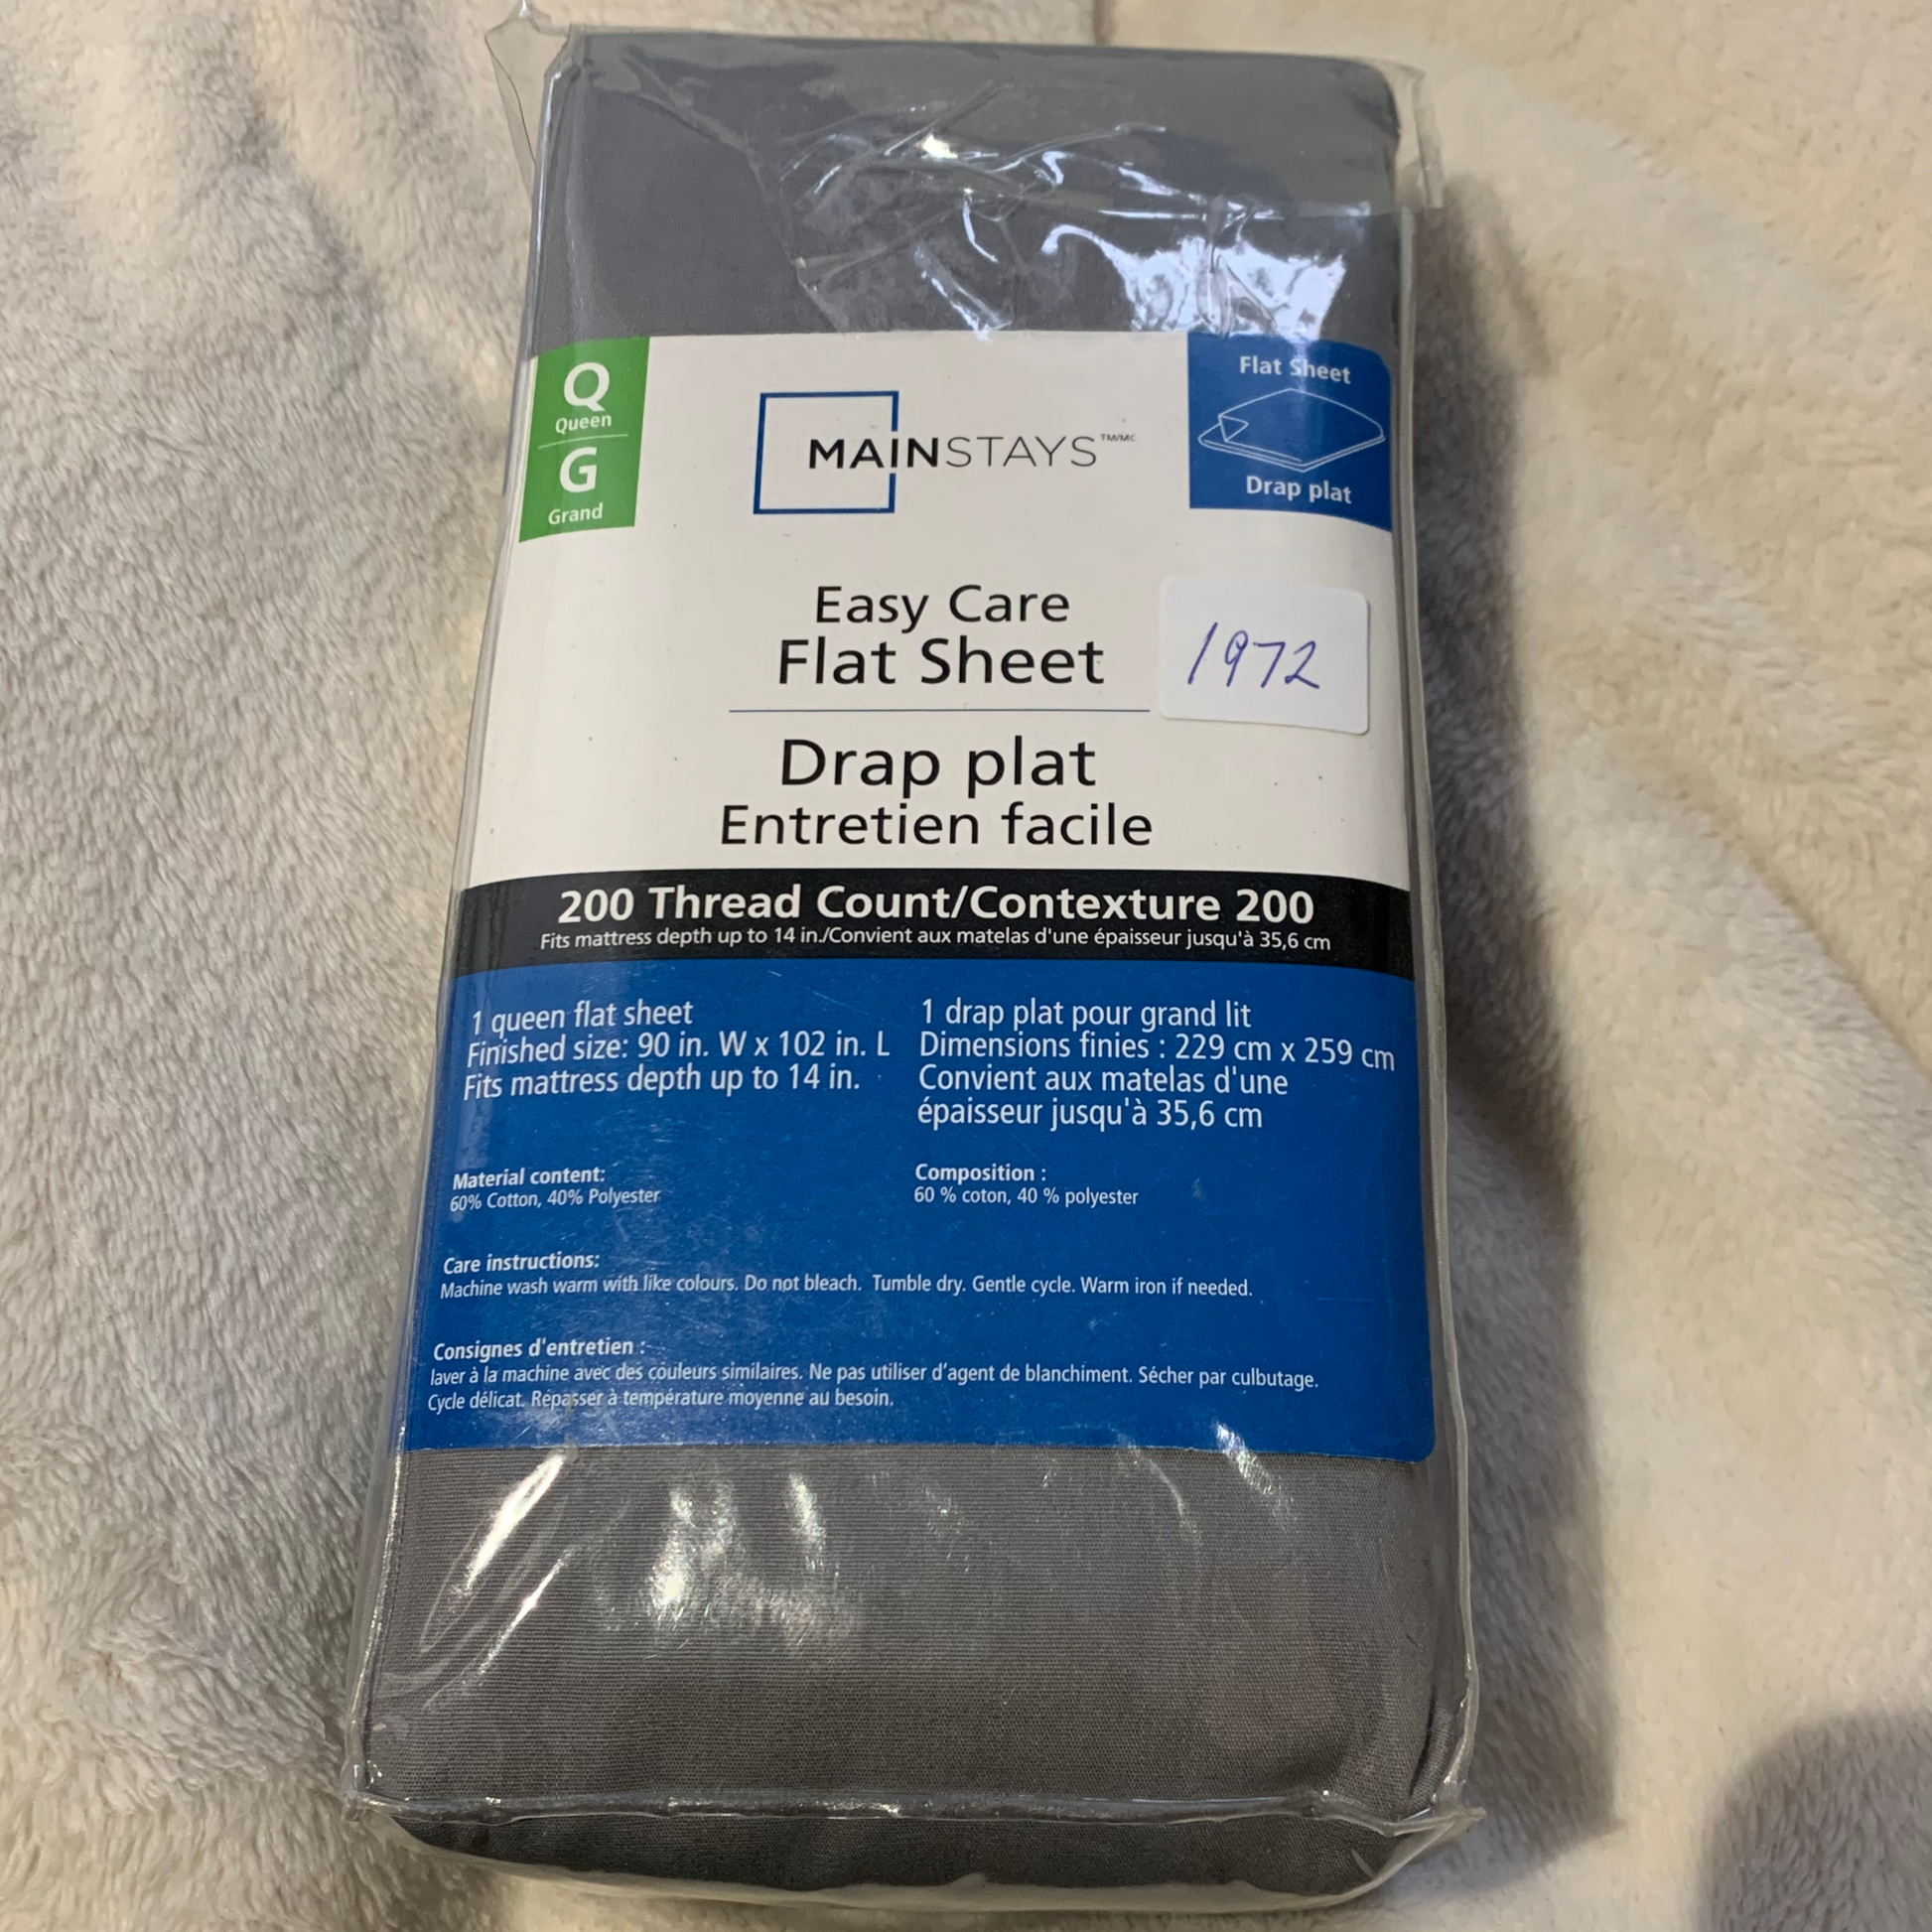 Q
Queen
G
Grand
MAINSTAYS™/MC
Flat Sheet
Drap plat
Easy Care
Flat Sheet
1972
Drap plat
Entretien facile
200 Thread Count/Contexture 200
Fits mattress depth up to 14 in./Convient aux matelas d'une épaisseur jusqu'à 35,6 cm
1 queen flat sheet
Finished size: 90 in. W x 102 in. L
Fits mattress depth up to 14 in.
1 drap plat pour grand lit
Dimensions finies : 229 cm x 259 cm
Convient aux matelas d'une
épaisseur jusqu'à 35,6 cm
Material content:
60% Cotton, 40% Polyester
Composition :
60 % coton, 40 % polyester
Care instructions:
Machine wash warm with like colours. Do not bleach. Tumble dry. Gentle cycle. Warm iron if needed.
Consignes d'entretien :
laver à la machine avec des couleurs similaires. Ne pas utiliser d’agent de blanchiment. Sécher par culbutage.
Cycle délicat. Repasser à température moyenne au besoin.